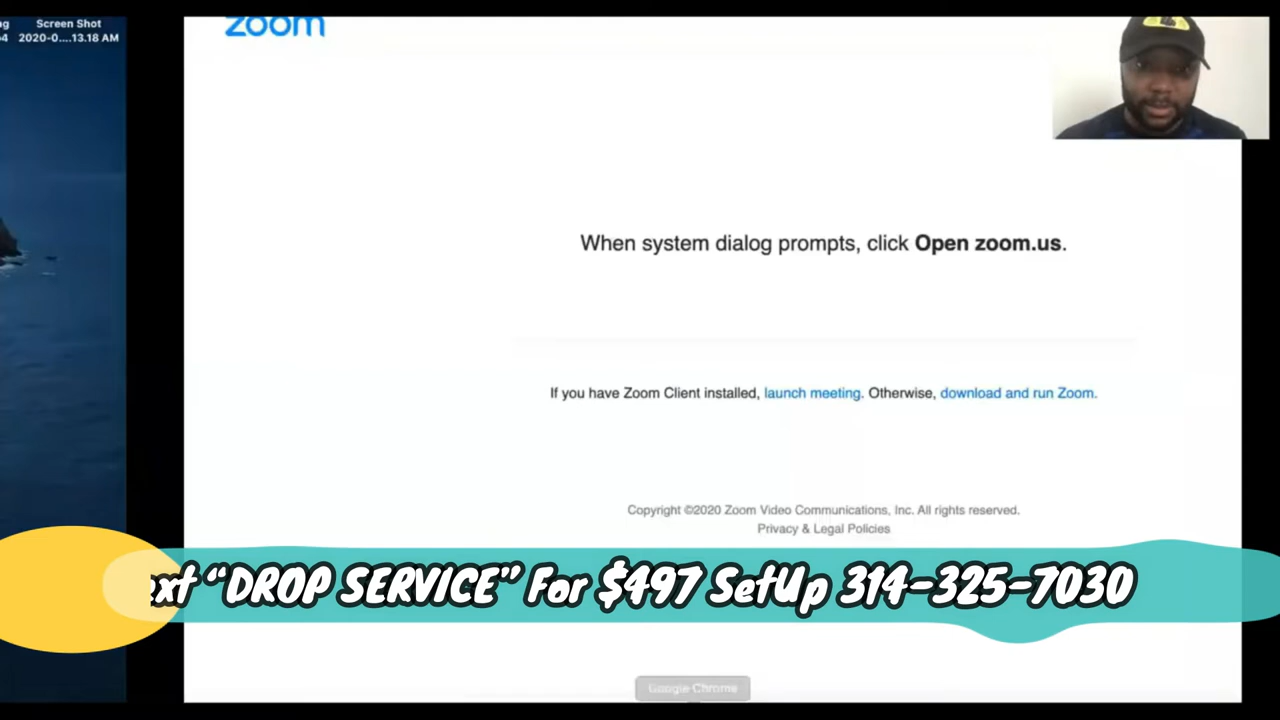 Screen Shot
2020-0....13.18 AM
zoom
When system dialog prompts, click Open zoom.us.
If you have Zoom Client installed, launch meeting. Otherwise, download and run Zoom.
Copyright ©2020 Zoom Video Communications, Inc. All rights reserved.
Privacy & Legal Policies
"DROP SERVICE" For $497 SetUp 314-325-7030
Google Chrome